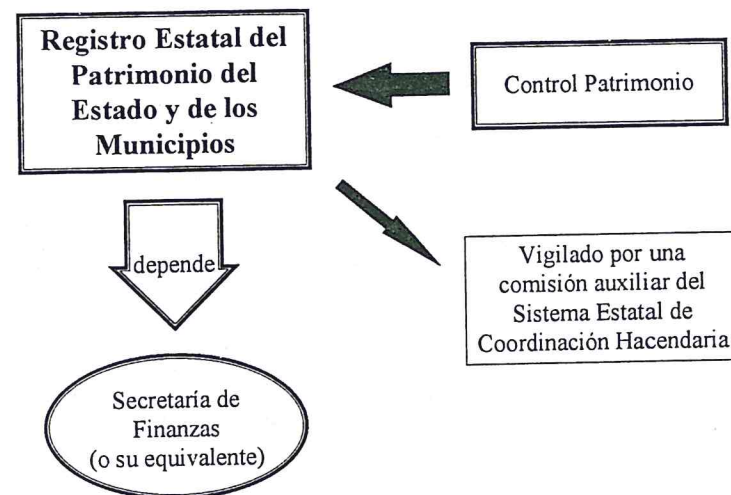 Registro Estatal del
Patrimonio del
Estado y de los
Municipios
Control Patrimonio
depende
Vigilado por una
comisión auxiliar del
Sistema Estatal de
Coordinación Hacendaria
Secretaría de
Finanzas
(o su equivalente)